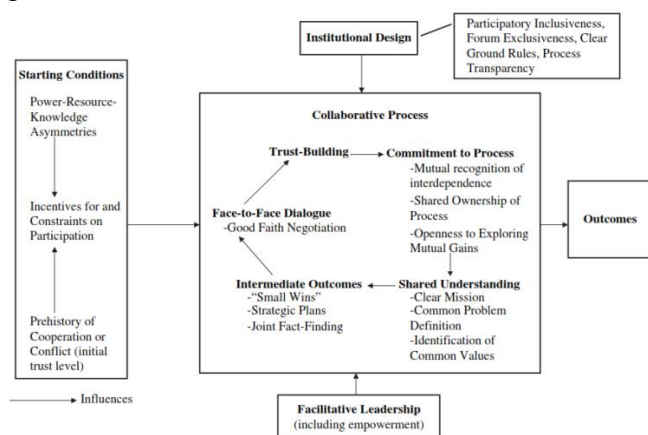 Institutional Design
Participatory Inclusiveness,
Forum Exclusiveness, Clear
Ground Rules, Process
Transparency
Starting Conditions
Power-Resource-
Knowledge
Asymmetries
Incentives for and
Constraints on
Participation
Prehistory of
Cooperation or
Conflict (initial
trust level)
Influences
Collaborative Process
Trust-Building
Commitment to Process
-Mutual recognition of
interdependence
-Shared Ownership of
Process
-Openness to Exploring
Mutual Gains
Face-to-Face Dialogue
-Good Faith Negotiation
Intermediate Outcomes
-“Small Wins”
-Strategic Plans
-Joint Fact-Finding
Shared Understanding
-Clear Mission
-Common Problem
Definition
-Identification of
Common Values
Outcomes
Facilitative Leadership
(including empowerment)